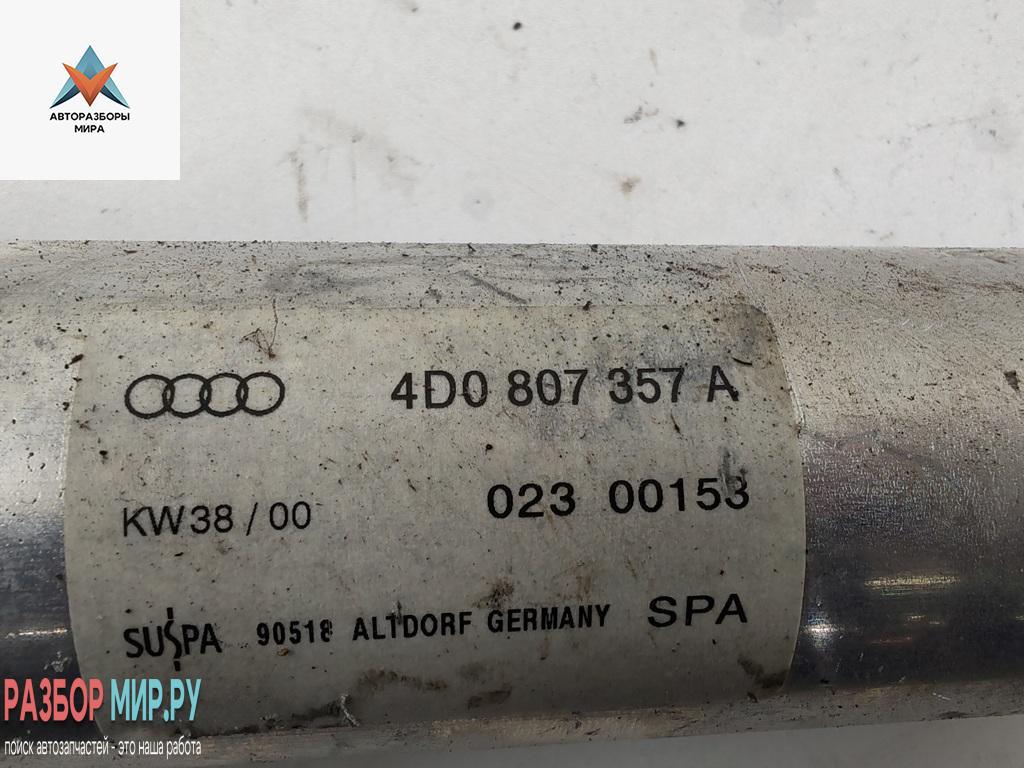 АВТОРАЗБОРЫ
МИРА
4D0 807 357 A
KW38 / 00 023 00153
SUSPA 90518 ALTDORF GERMANY SPA
РАЗБОР МИР.РУ
поиск автозапчастей - это наша работа